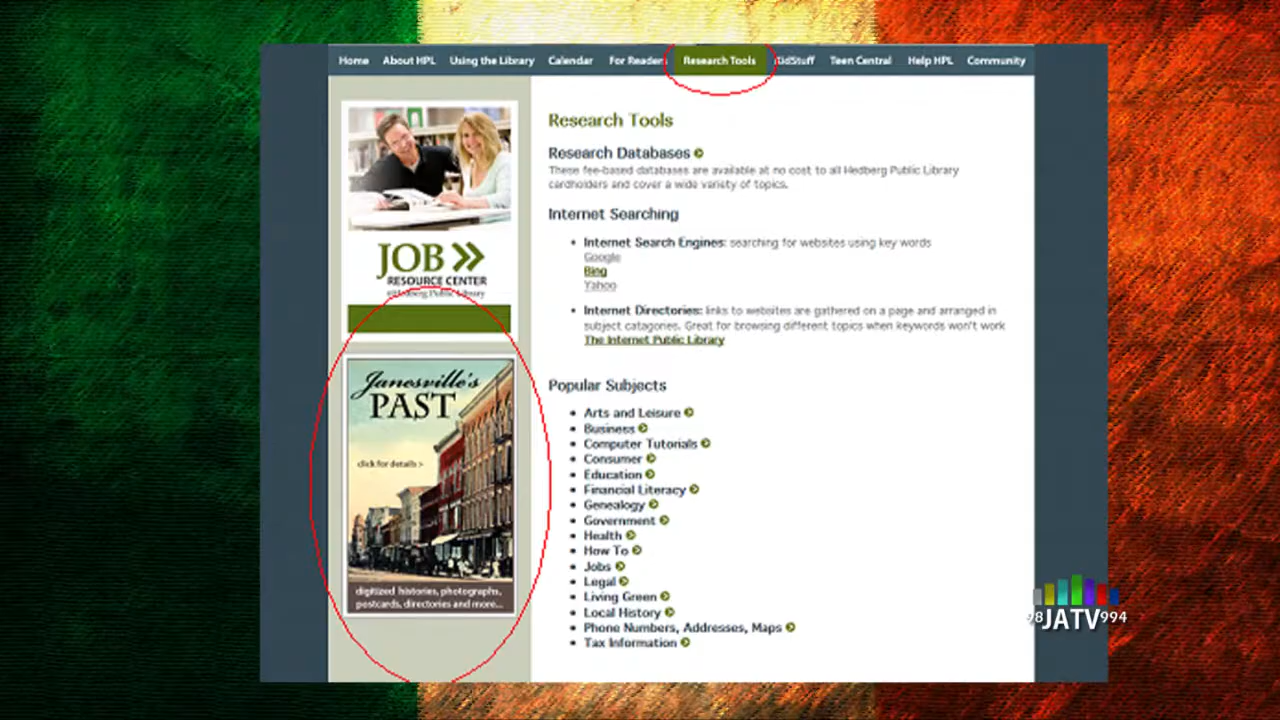 Home About HPL Using the Library Calendar For Readers Research Tools KidStuff Teen Central Help HPL Community
JOB
RESOURCE CENTER
@Hedberg Public Library
Janesville's
PAST
click for details >
digitized histories, photographs,
postcards, directories and more...
Research Tools
Research Databases
These fee-based databases are available at no cost to all Hedberg Public Library
cardholders and cover a wide variety of topics.
Internet Searching
• Internet Search Engines: searching for websites using key words
Google
Bing
Yahoo
• Internet Directories: links to websites are gathered on a page and arranged in
subject catagories. Great for browsing different topics when keywords won't work
The Internet Public Library
Popular Subjects
• Arts and Leisure
• Business
• Computer Tutorials
• Consumer
• Education
• Financial Literacy
• Genealogy
• Government
• Health
• How To
• Jobs
• Legal
• Living Green
• Local History
• Phone Numbers, Addresses, Maps
• Tax Information
98 JATV 994